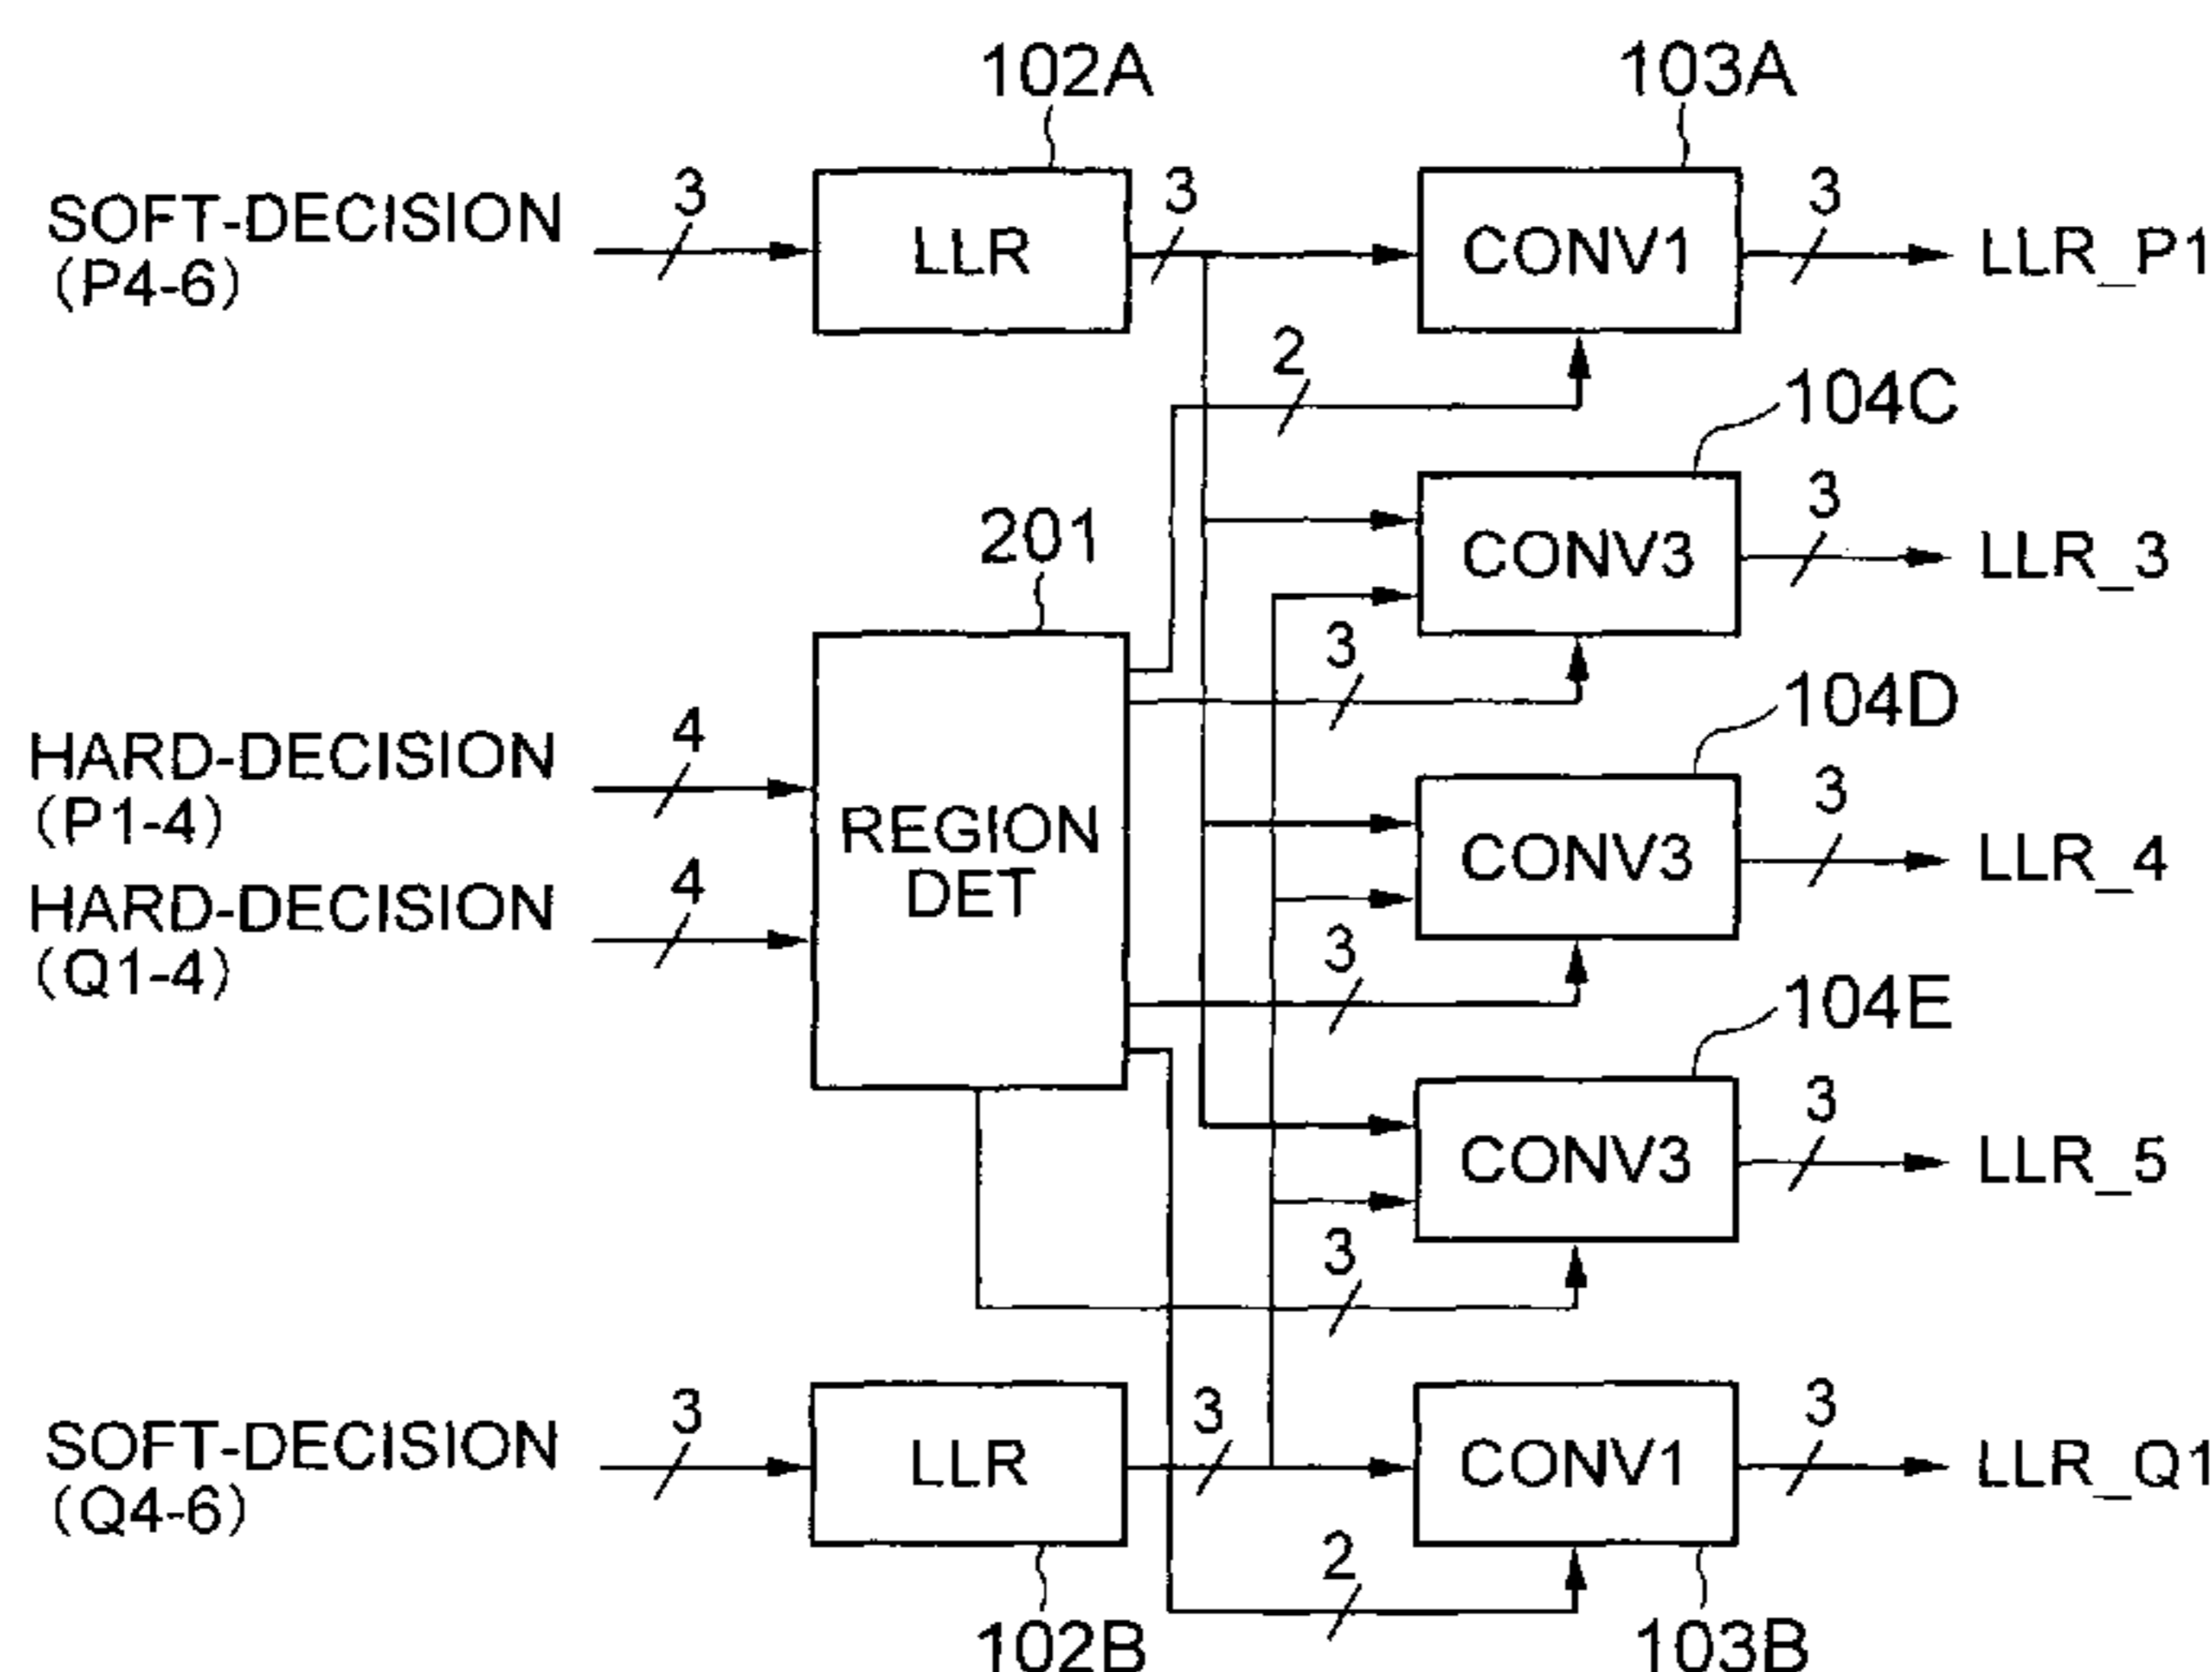 102A
103A
SOFT-DECISION
(P4-6)
3
LLR
3
CONV1
3
LLR_P1
2
104C
201
CONV3
3
LLR_3
3
104D
HARD-DECISION
(P1-4)
4
REGION
DET
CONV3
3
LLR_4
HARD-DECISION
(Q1-4)
4
3
104E
CONV3
3
LLR_5
3
SOFT-DECISION
(Q4-6)
3
LLR
3
CONV1
3
LLR_Q1
2
102B
103B